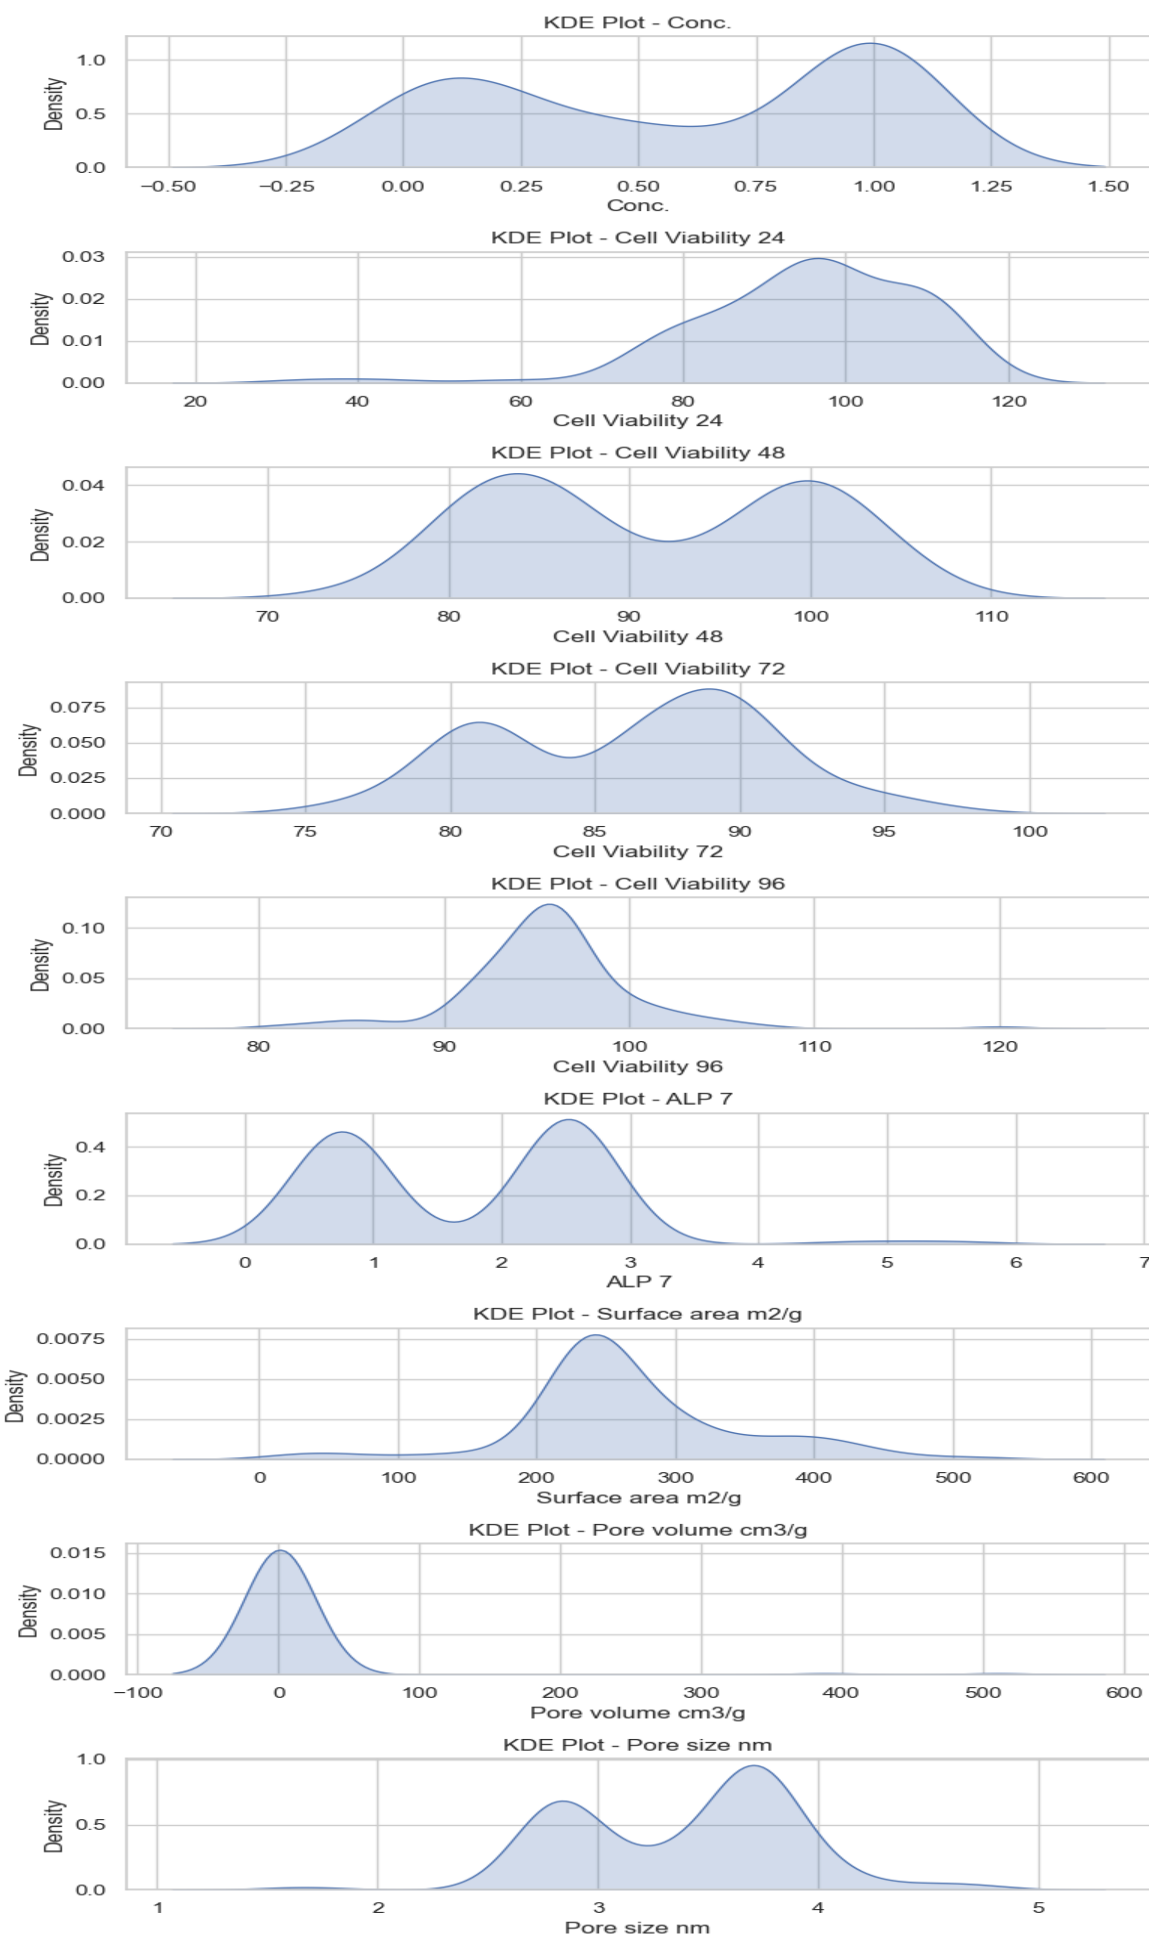 KDE Plot - Conc.
Density
1.0
0.5
0.0
−0.50 −0.25 0.00 0.25 0.50 0.75 1.00 1.25 1.50
Conc.
KDE Plot - Cell Viability 24
Density
0.03
0.02
0.01
0.00
20 40 60 80 100 120
Cell Viability 24
KDE Plot - Cell Viability 48
Density
0.04
0.02
0.00
70 80 90 100 110
Cell Viability 48
KDE Plot - Cell Viability 72
Density
0.075
0.050
0.025
0.000
70 75 80 85 90 95 100
Cell Viability 72
KDE Plot - Cell Viability 96
Density
0.10
0.05
0.00
80 90 100 110 120
Cell Viability 96
KDE Plot - ALP 7
Density
0.4
0.2
0.0
0 1 2 3 4 5 6 7
ALP 7
KDE Plot - Surface area m2/g
Density
0.0075
0.0050
0.0025
0.0000
0 100 200 300 400 500 600
Surface area m2/g
KDE Plot - Pore volume cm3/g
Density
0.015
0.010
0.005
0.000
−100 0 100 200 300 400 500 600
Pore volume cm3/g
KDE Plot - Pore size nm
Density
1.0
0.5
0.0
1 2 3 4 5
Pore size nm